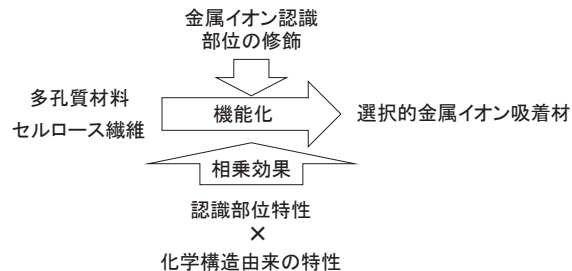 金属イオン認識
部位の修飾
多孔質材料
セルロース繊維
機能化
選択的金属イオン吸着材
相乗効果
認識部位特性
×
化学構造由来の特性